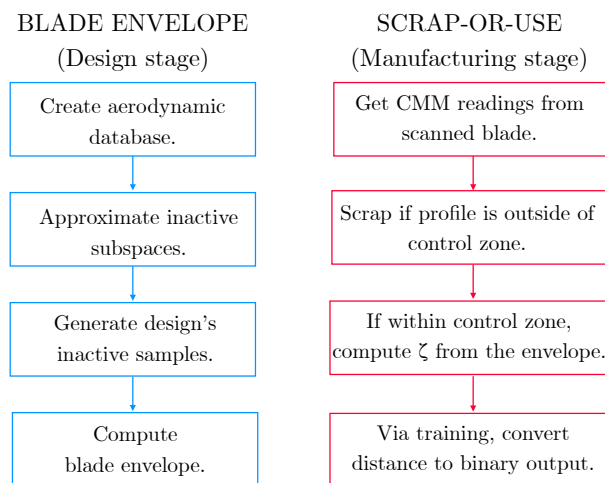 BLADE ENVELOPE
(Design stage)
Create aerodynamic
database.
Approximate inactive
subspaces.
Generate design's
inactive samples.
Compute
blade envelope.
SCRAP-OR-USE
(Manufacturing stage)
Get CMM readings from
scanned blade.
Scrap if profile is outside of
control zone.
If within control zone,
compute ζ from the envelope.
Via training, convert
distance to binary output.